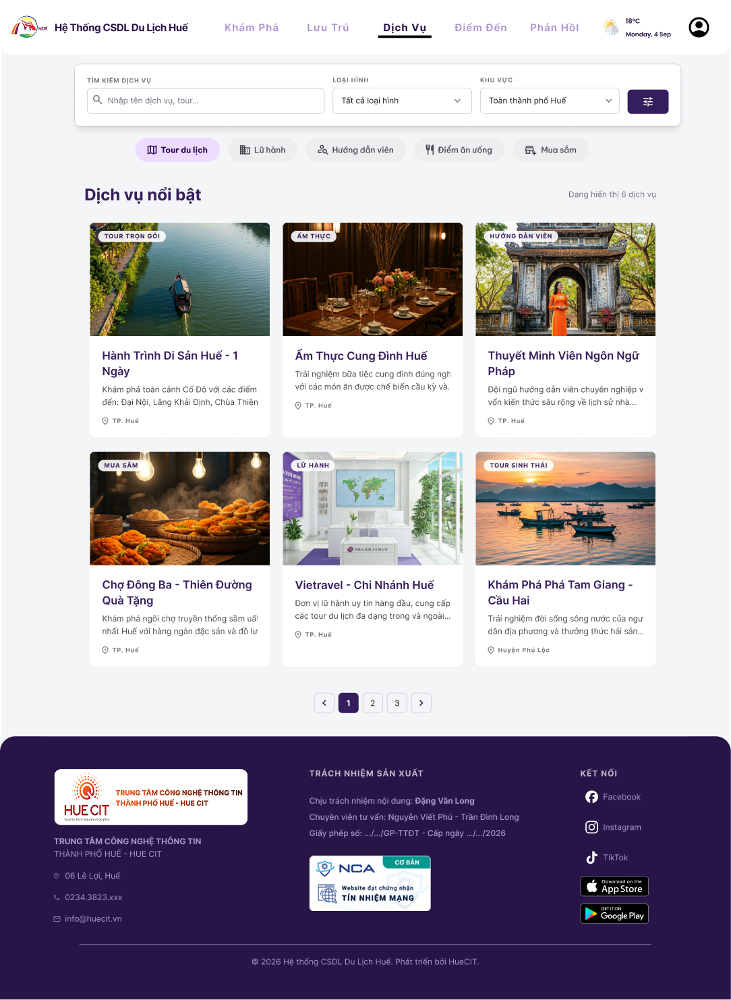 HUẾ
Hệ Thống CSDL Du Lịch Huế
Khám Phá
Lưu Trú
Dịch Vụ
Điểm Đến
Phản Hồi
18°C
Monday, 4 Sep
TÌM KIẾM DỊCH VỤ
LOẠI HÌNH
KHU VỰC
Nhập tên dịch vụ, tour...
Tất cả loại hình
Toàn thành phố Huế
Tour du lịch
Lữ hành
Hướng dẫn viên
Điểm ăn uống
Mua sắm
Dịch vụ nổi bật
Đang hiển thị 6 dịch vụ
TOUR TRỌN GÓI
Hành Trình Di Sản Huế - 1
Ngày
Khám phá toàn cảnh Cố Đô với các điểm
đến: Đại Nội, Lăng Khải Định, Chùa Thiên
TP. Huế
ẨM THỰC
Ẩm Thực Cung Đình Huế
Trải nghiệm bữa tiệc cung đình đúng ngh
với các món ăn được chế biến cầu kỳ và.
TP. Huế
HƯỚNG DẪN VIÊN
Thuyết Minh Viên Ngôn Ngữ
Pháp
Đội ngũ hướng dẫn viên chuyên nghiệp v
vốn kiến thức sâu rộng về lịch sử nhà...
TP. Huế
MUA SẮM
Chợ Đông Ba - Thiên Đường
Quà Tặng
Khám phá ngôi chợ truyền thống sầm uất
nhất Huế với hàng ngàn đặc sản và đồ lư
TP. Huế
LỮ HÀNH
Vietravel - Chi Nhánh Huế
Đơn vị lữ hành uy tín hàng đầu, cung cấp
các tour du lịch đa dạng trong và ngoài...
TP. Huế
TOUR SINH THÁI
Khám Phá Phá Tam Giang -
Cầu Hai
Trải nghiệm đời sống sông nước của ngư
dân địa phương và thưởng thức hải sản...
Huyện Phú Lộc
1
2
3
HUE CIT
Quality Tech Solution Complex
TRUNG TÂM CÔNG NGHỆ THÔNG TIN
THÀNH PHỐ HUẾ - HUE CIT
TRUNG TÂM CÔNG NGHỆ THÔNG TIN
THÀNH PHỐ HUẾ - HUE CIT
06 Lê Lợi, Huế
0234.3823.xxx
info@huecit.vn
TRÁCH NHIỆM SẢN XUẤT
Chịu trách nhiệm nội dung: Đặng Văn Long
Chuyên viên tư vấn: Nguyễn Viết Phú - Trần Đình Long
Giấy phép số: .../.../GP-TTĐT - Cấp ngày .../.../2026
NCA
CƠ BẢN
Website đạt chứng nhận
TÍN NHIỆM MẠNG
KẾT NỐI
Facebook
Instagram
TikTok
Download on the
App Store
GET IT ON
Google Play
© 2026 Hệ thống CSDL Du Lịch Huế. Phát triển bởi HueCIT.